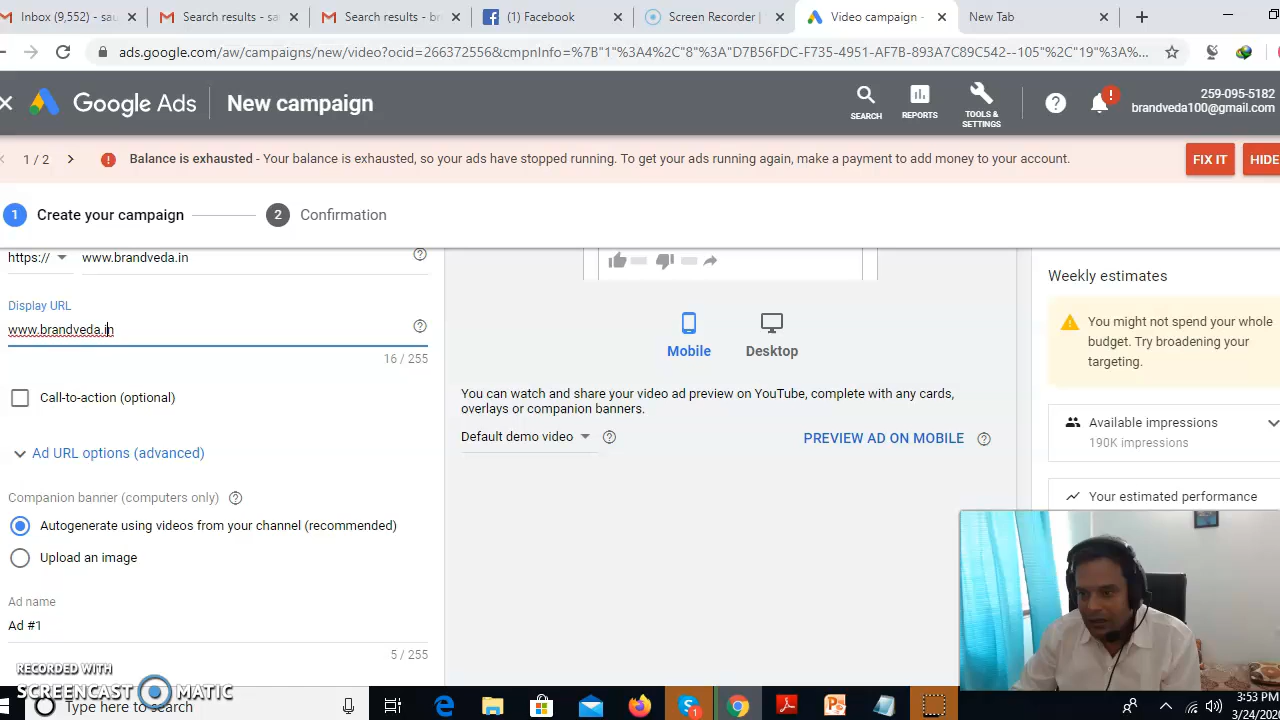 Inbox (9,552) - sau
Search results - sa
Search results - br
(1) Facebook
Screen Recorder |
Video campaign -
New Tab
ads.google.com/aw/campaigns/new/video?ocid=266372556&cmpnInfo=%7B"1"%3A4%2C"8"%3A"D7B56FDC-F735-4951-AF7B-893A7C89C542--105"%2C"19"%3A%...
Google Ads
New campaign
SEARCH
REPORTS
TOOLS &
SETTINGS
259-095-5182
brandveda100@gmail.com
1 / 2
Balance is exhausted - Your balance is exhausted, so your ads have stopped running. To get your ads running again, make a payment to add money to your account.
FIX IT
HIDE
1 Create your campaign
2 Confirmation
https://
www.brandveda.in
Display URL
www.brandveda.in
16 / 255
Call-to-action (optional)
Ad URL options (advanced)
Companion banner (computers only)
Autogenerate using videos from your channel (recommended)
Upload an image
Ad name
Ad #1
5 / 255
Mobile
Desktop
You can watch and share your video ad preview on YouTube, complete with any cards,
overlays or companion banners.
Default demo video
PREVIEW AD ON MOBILE
Weekly estimates
You might not spend your whole
budget. Try broadening your
targeting.
Available impressions
190K impressions
Your estimated performance
RECORDED WITH
SCREENCAST MATIC
Type here to search
3:53 PM
3/24/202